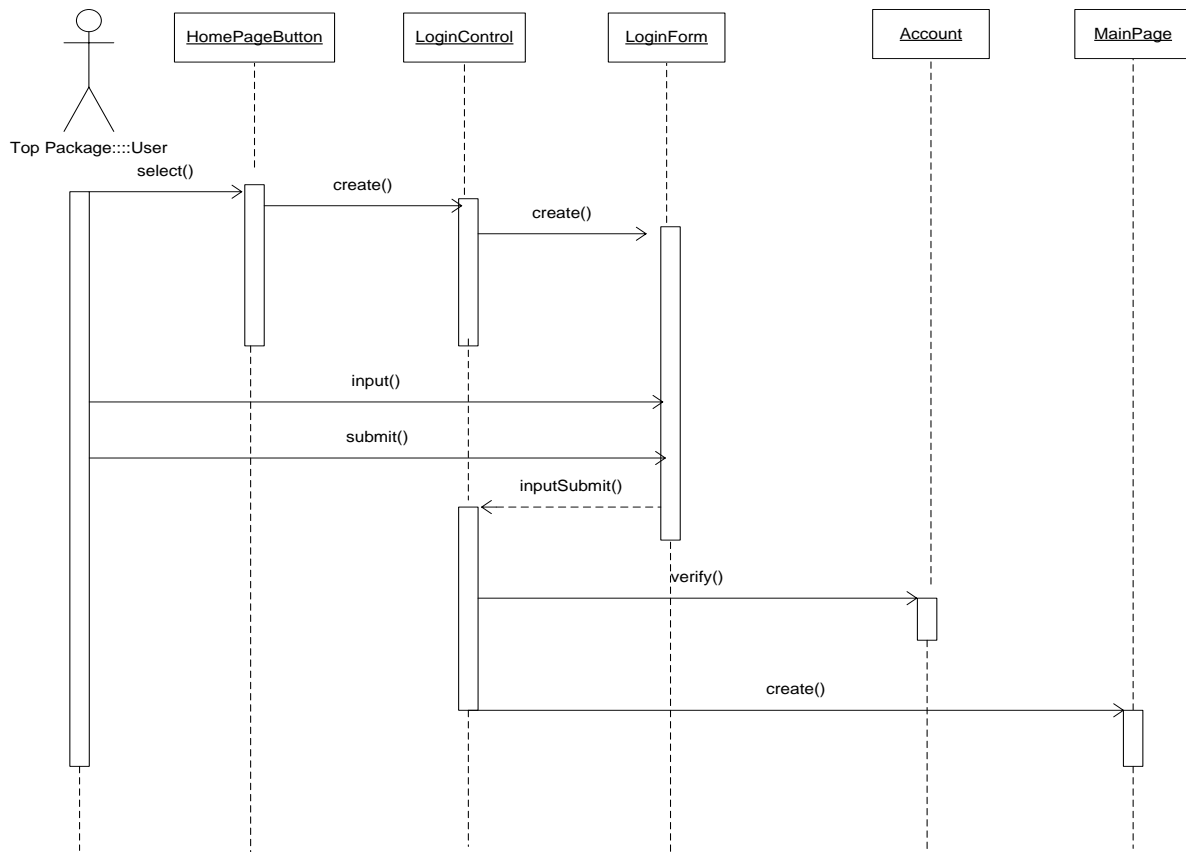 HomePageButton
LoginControl
LoginForm
Account
MainPage
Top Package::::User
select()
create()
create()
input()
submit()
inputSubmit()
verify()
create()